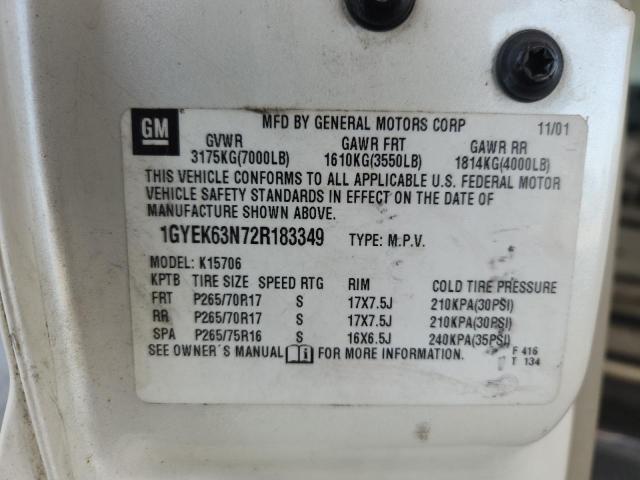 GM MFD BY GENERAL MOTORS CORP 11/01
GVWR GAWR FRT GAWR RR
3175KG(7000LB) 1610KG(3550LB) 1814KG(4000LB)
THIS VEHICLE CONFORMS TO ALL APPLICABLE U.S. FEDERAL MOTOR
VEHICLE SAFETY STANDARDS IN EFFECT ON THE DATE OF
MANUFACTURE SHOWN ABOVE.
1GYEK63N72R183349 TYPE: M.P.V.
MODEL: K15706
KPTB TIRE SIZE SPEED RTG RIM COLD TIRE PRESSURE
FRT P265/70R17 S 17X7.5J 210KPA(30PSI)
RR P265/70R17 S 17X7.5J 210KPA(30PSI)
SPA P265/75R16 S 16X6.5J 240KPA(35PSI)
SEE OWNER'S MANUAL FOR MORE INFORMATION. F 416
T 134